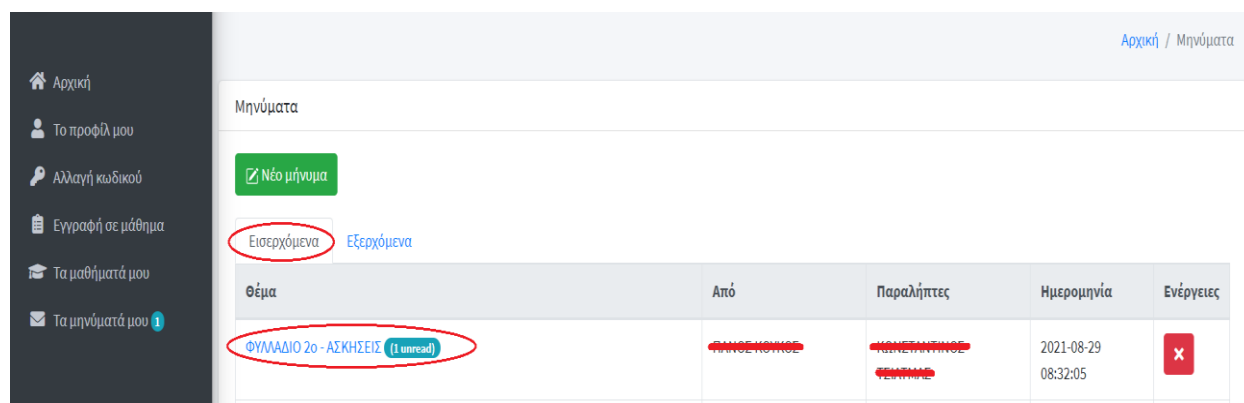 Αρχική / Μηνύματα
Αρχική
Το προφίλ μου
Αλλαγή κωδικού
Εγγραφή σε μάθημα
Τα μαθήματά μου
Τα μηνύματά μου 1
Μηνύματα
Νέο μήνυμα
Εισερχόμενα Εξερχόμενα
Θέμα Από Παραλήπτες Ημερομηνία Ενέργειες
ΦΥΛΛΑΔΙΟ 2ο - ΑΣΚΗΣΕΙΣ (1 unread) 2021-08-29
08:32:05